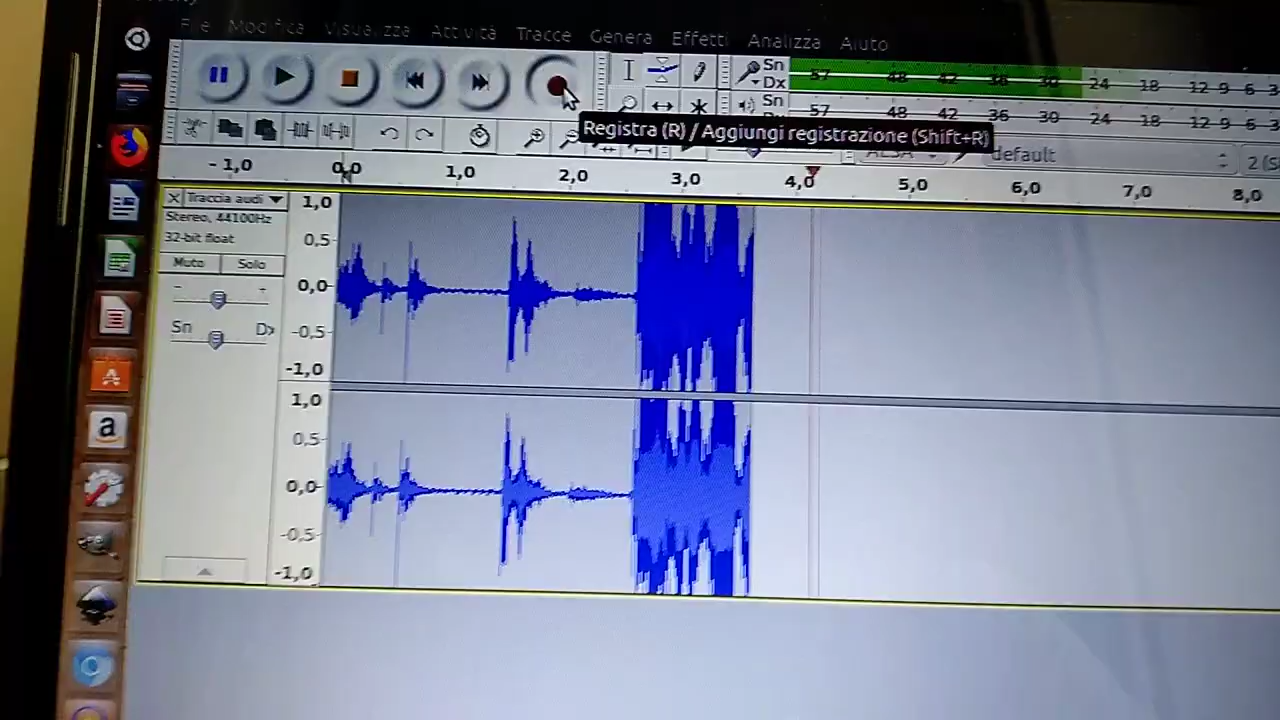 File Modifica Visualizza Attività Tracce Genera Effetti Analizza Aiuto
Sn
Dx
57 48 42 36 30 24 18 12 9 6 3
Sn
57 48 42 36 30 24 18 12 9 6 3
Registra (R) / Aggiungi registrazione (Shift+R)
ALSA default 2 (S
- 1,0 0,0 1,0 2,0 3,0 4,0 5,0 6,0 7,0 8,0
X Traccia audi
Stereo, 44100Hz
32-bit float
Muto Solo
- +
Sn Dx
1,0
0,5
0,0
-0,5
-1,0
1,0
0,5
0,0
-0,5
-1,0
a